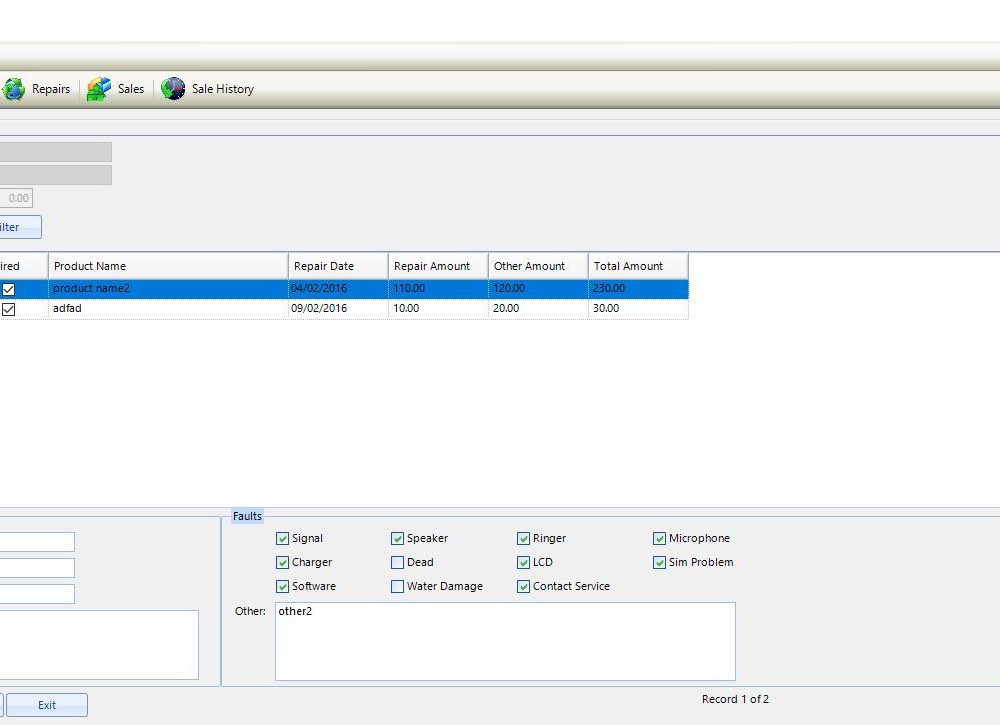 Repairs Sales Sale History
0.00
ilter
ired Product Name Repair Date Repair Amount Other Amount Total Amount
product name2 04/02/2016 110.00 120.00 230.00
adfad 09/02/2016 10.00 20.00 30.00
Faults
Signal Speaker Ringer Microphone
Charger Dead LCD Sim Problem
Software Water Damage Contact Service
Other: other2
Exit Record 1 of 2